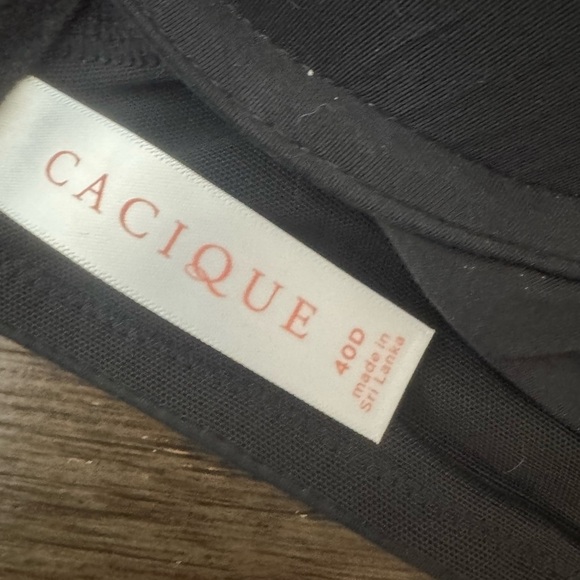 CACIQUE
40D
made in
Sri Lanka